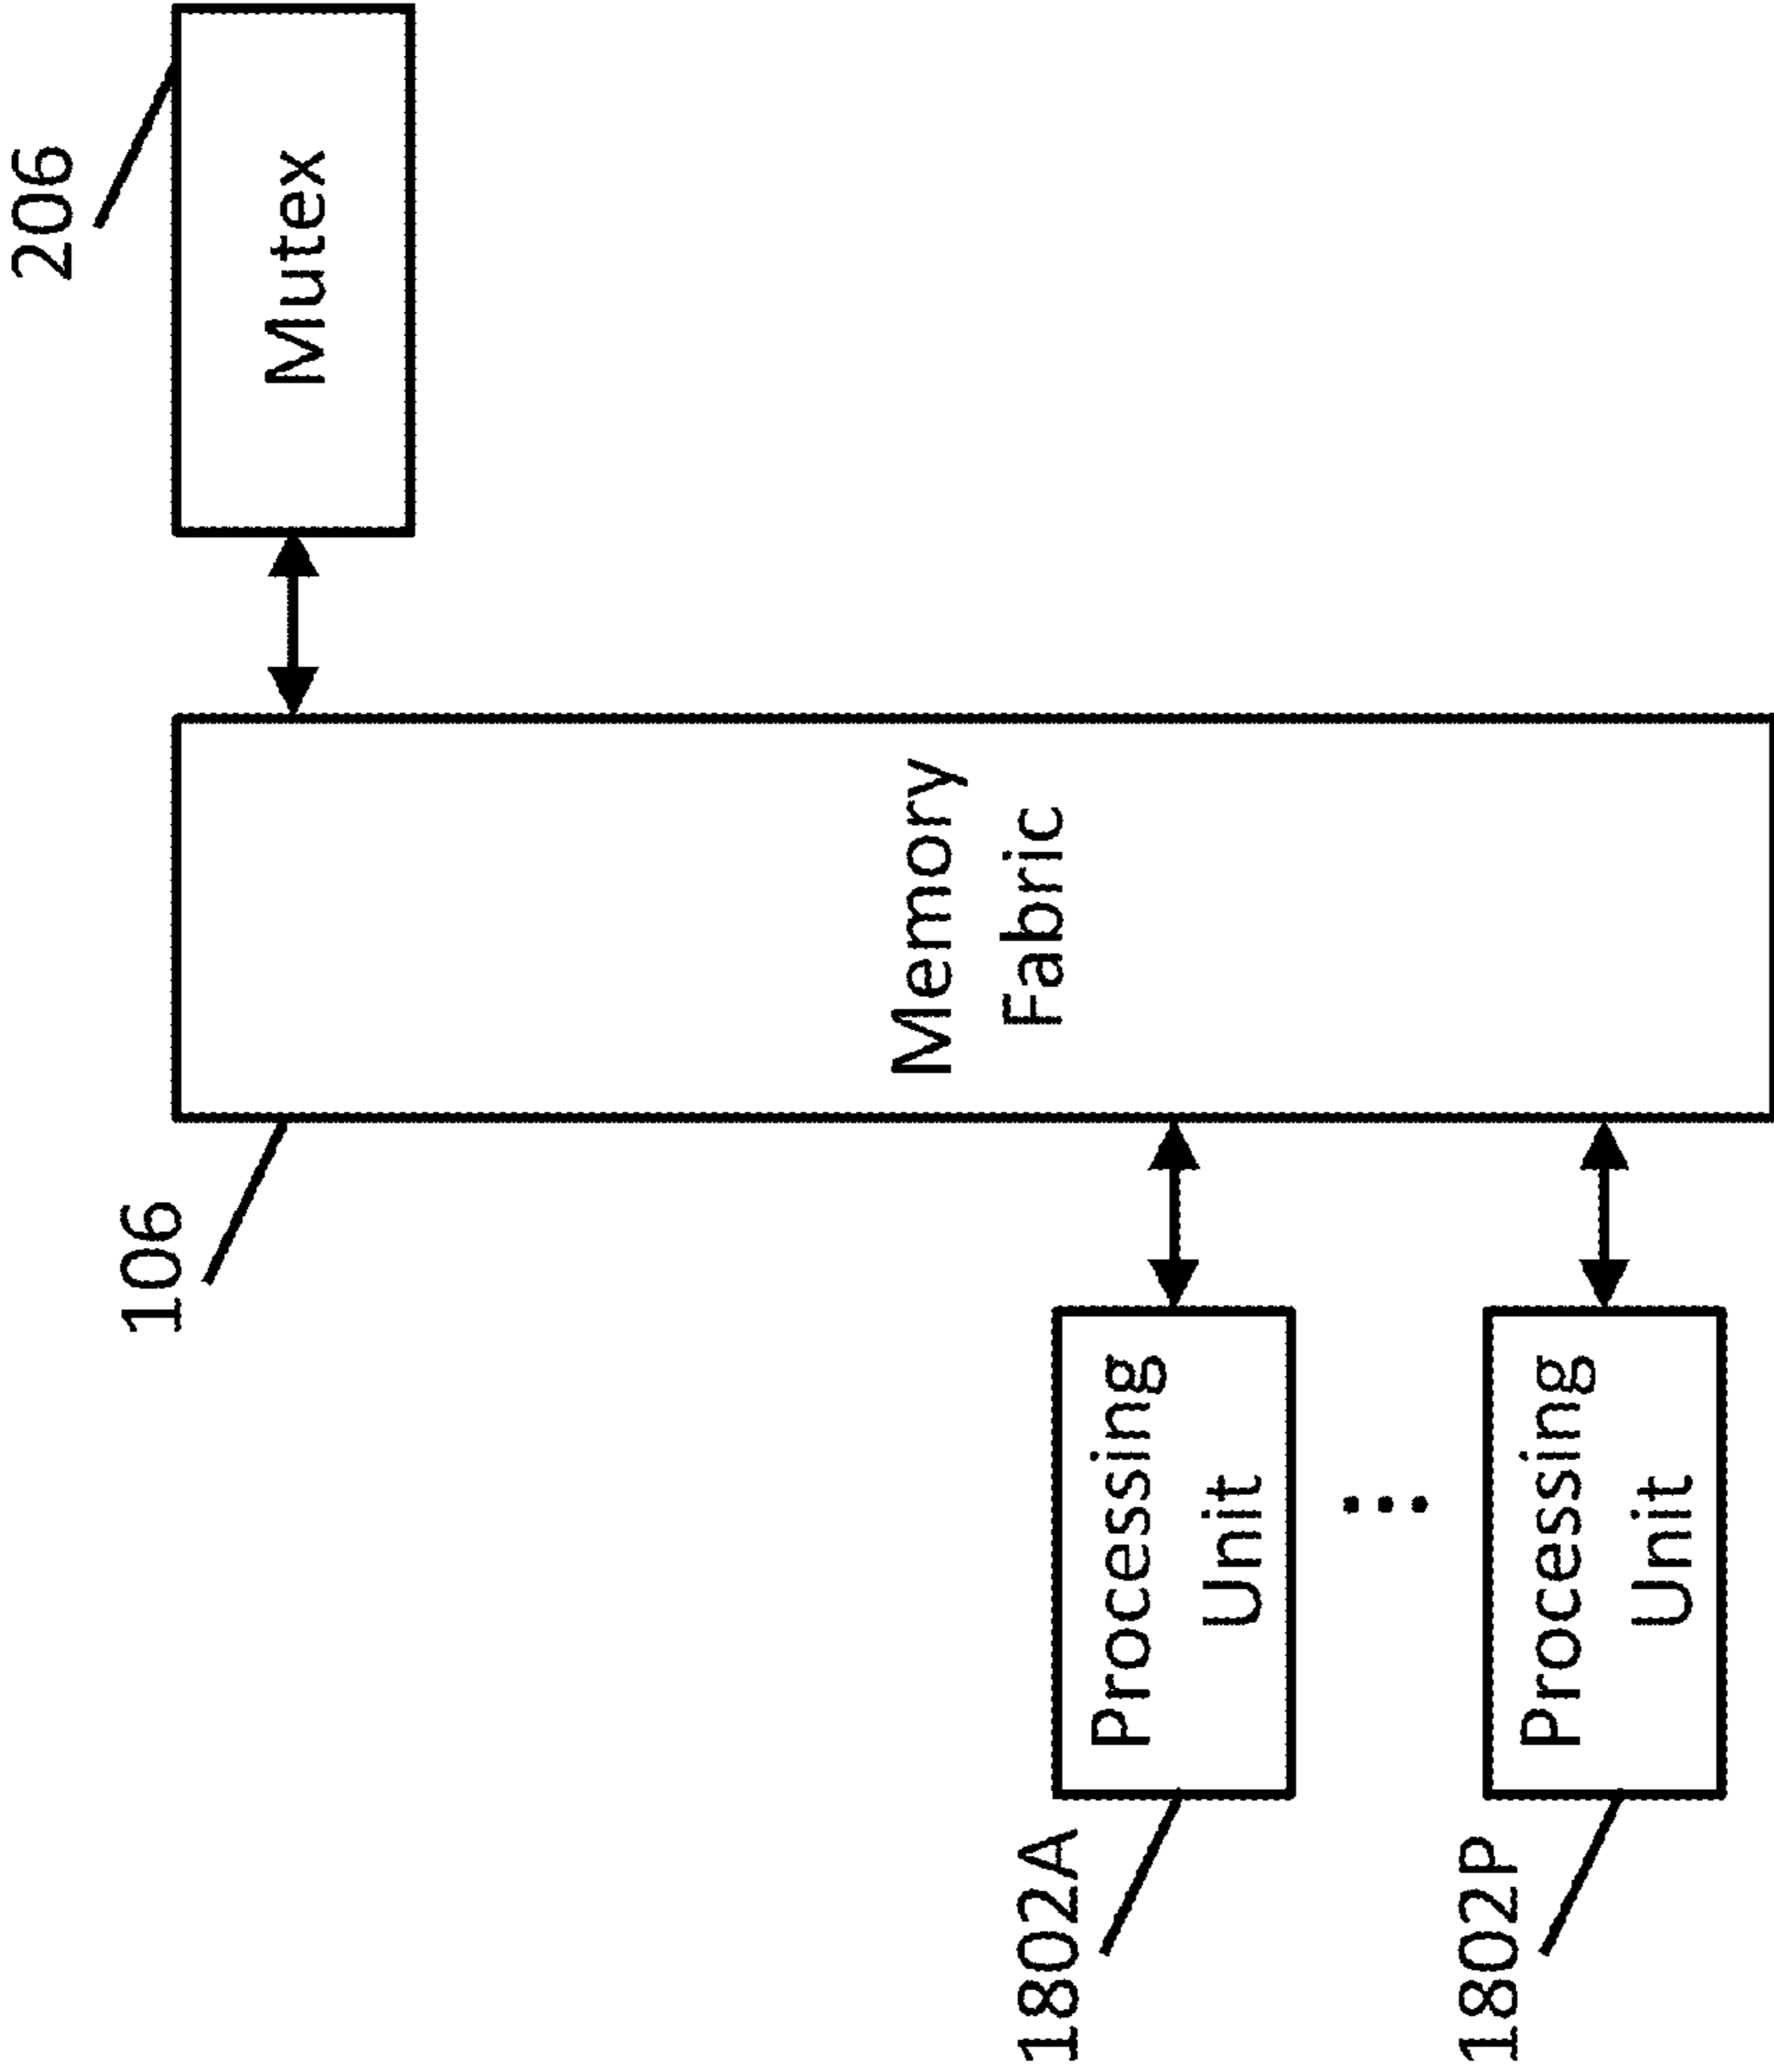 206
106
Mutex
Memory
Fabric
1802A
Processing
Unit
...
1802P
Processing
Unit